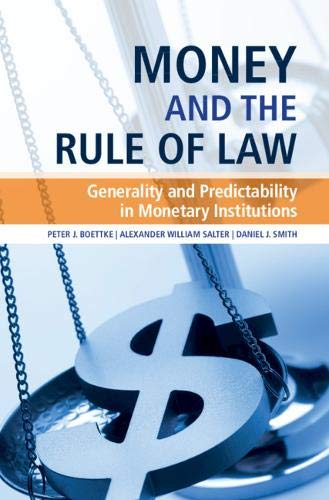 MONEY
AND THE
RULE OF LAW
Generality and Predictability
in Monetary Institutions
PETER J. BOETTKE | ALEXANDER WILLIAM SALTER | DANIEL J. SMITH
$